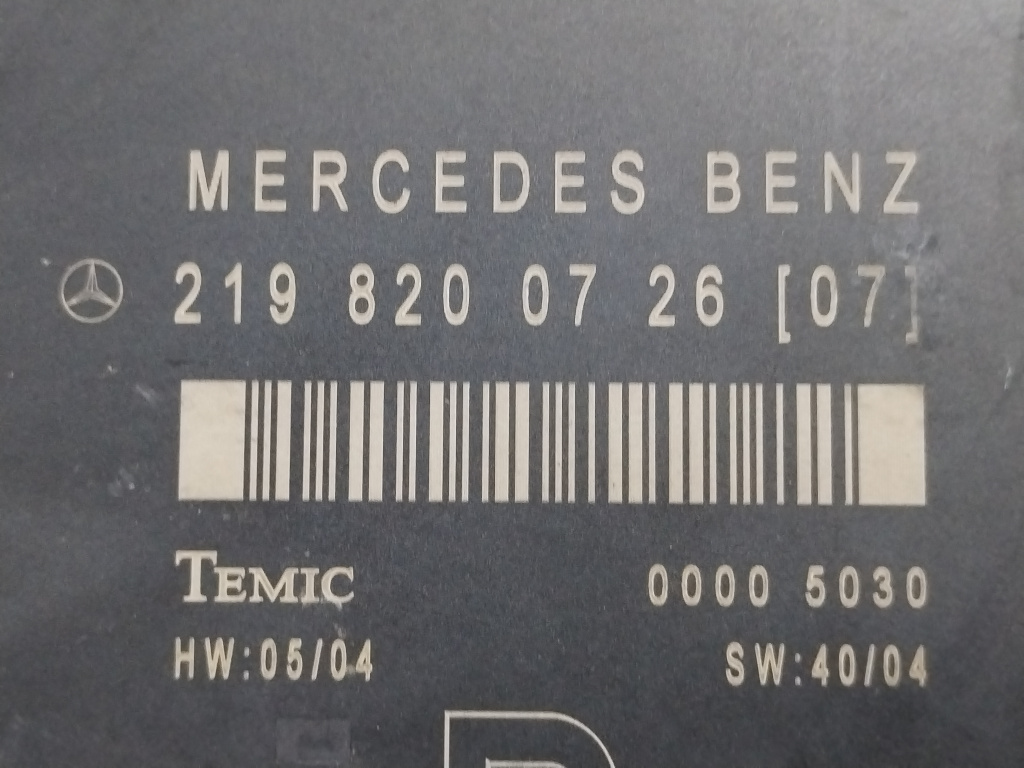 MERCEDES BENZ
219 820 07 26 [07]
TEMIC
0000 5030
HW:05/04
SW:40/04